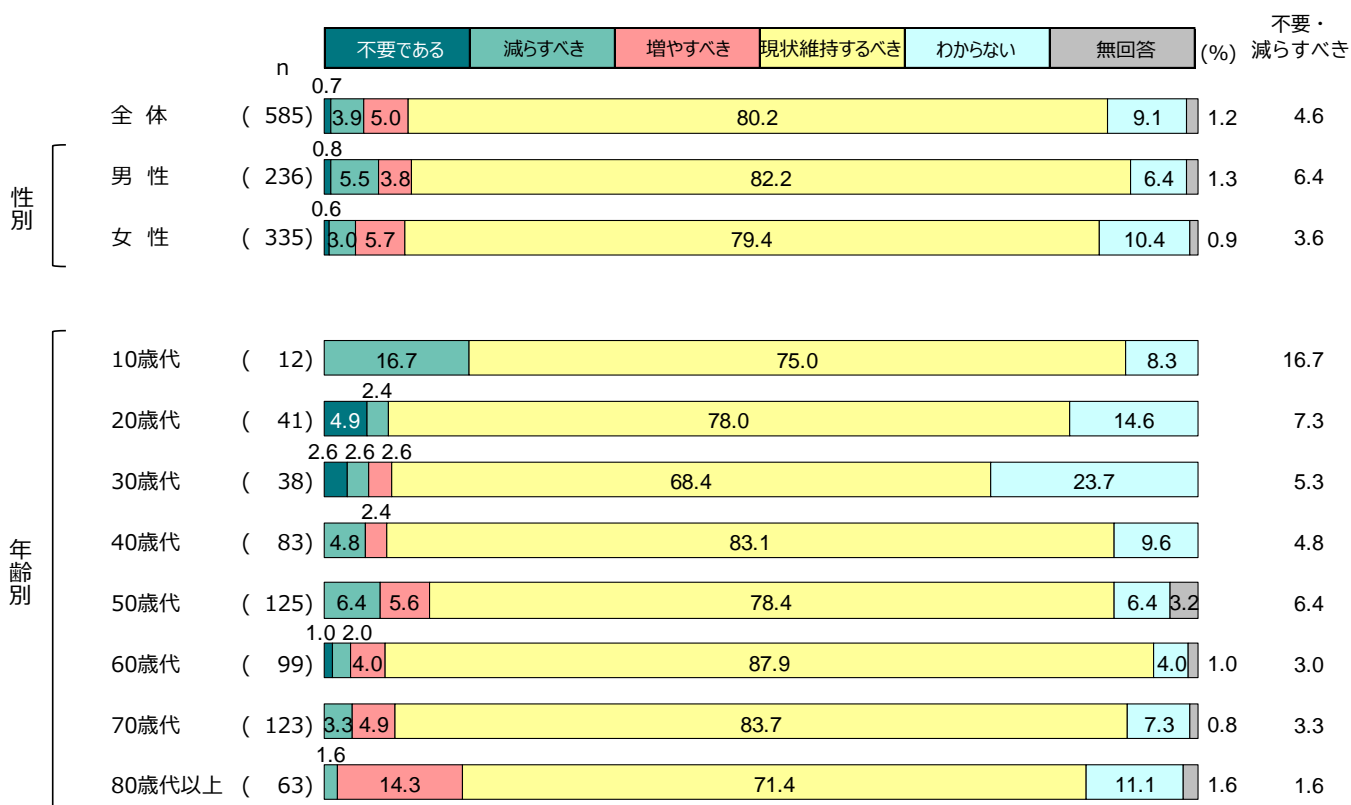 不要・
不要である 減らすべき 増やすべき 現状維持するべき わからない 無回答 (%) 減らすべき
n
0.7
全 体 ( 585) 3.9 5.0 80.2 9.1 1.2 4.6
性別
0.8
男 性 ( 236) 5.5 3.8 82.2 6.4 1.3 6.4
0.6
女 性 ( 335) 3.0 5.7 79.4 10.4 0.9 3.6
年齢別
10歳代 ( 12) 16.7 75.0 8.3 16.7
2.4
20歳代 ( 41) 4.9 78.0 14.6 7.3
2.6 2.6 2.6
30歳代 ( 38) 68.4 23.7 5.3
2.4
40歳代 ( 83) 4.8 83.1 9.6 4.8
50歳代 ( 125) 6.4 5.6 78.4 6.4 3.2 6.4
1.0 2.0
60歳代 ( 99) 4.0 87.9 4.0 1.0 3.0
70歳代 ( 123) 3.3 4.9 83.7 7.3 0.8 3.3
1.6
80歳代以上 ( 63) 14.3 71.4 11.1 1.6 1.6